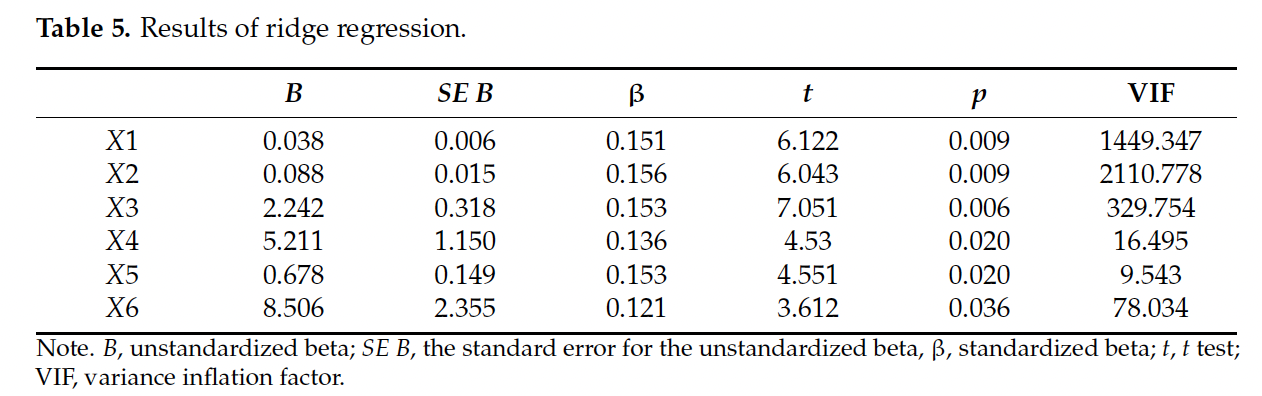 Table 5. Results of ridge regression.
B SE B β t p VIF
X1 0.038 0.006 0.151 6.122 0.009 1449.347
X2 0.088 0.015 0.156 6.043 0.009 2110.778
X3 2.242 0.318 0.153 7.051 0.006 329.754
X4 5.211 1.150 0.136 4.53 0.020 16.495
X5 0.678 0.149 0.153 4.551 0.020 9.543
X6 8.506 2.355 0.121 3.612 0.036 78.034
Note. B, unstandardized beta; SE B, the standard error for the unstandardized beta, β, standardized beta; t, t test;
VIF, variance inflation factor.